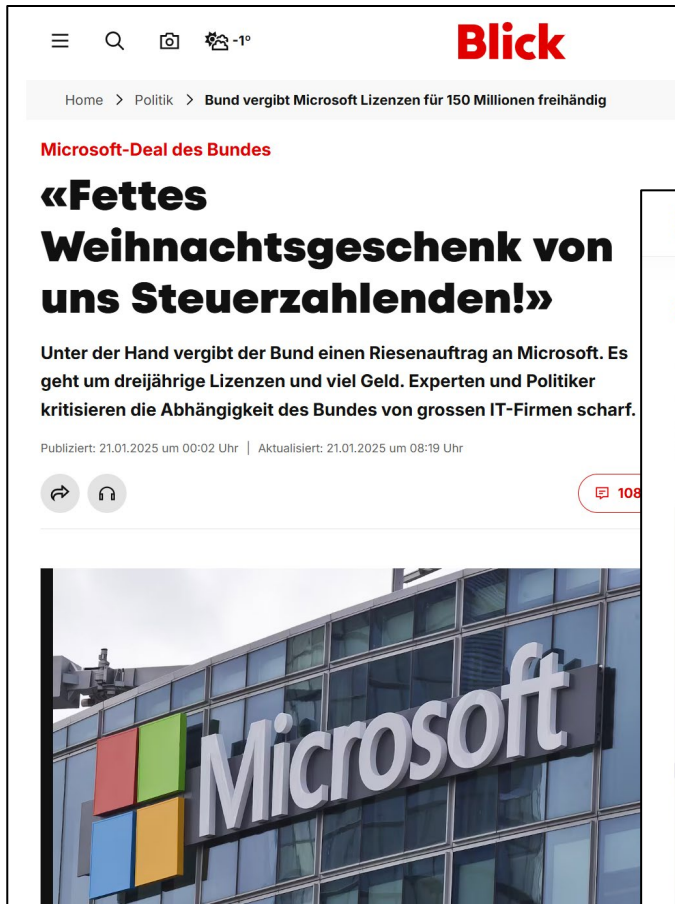 -1°
Blick
Home > Politik > Bund vergibt Microsoft Lizenzen für 150 Millionen freihändig
Microsoft-Deal des Bundes
«Fettes
Weihnachtsgeschenk von
uns Steuerzahlenden!»
Unter der Hand vergibt der Bund einen Riesenauftrag an Microsoft. Es
geht um dreijährige Lizenzen und viel Geld. Experten und Politiker
kritisieren die Abhängigkeit des Bundes von grossen IT-Firmen scharf.
Publiziert: 21.01.2025 um 00:02 Uhr | Aktualisiert: 21.01.2025 um 08:19 Uhr
108
Microsoft